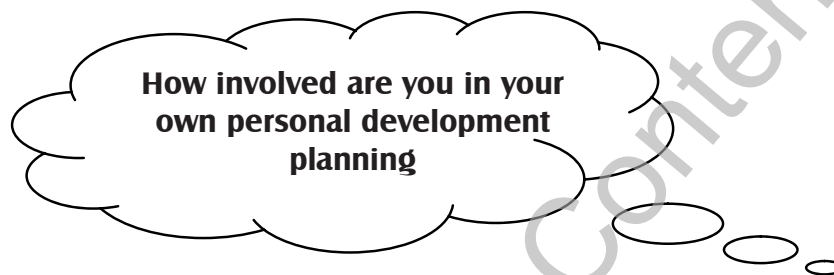 How involved are you in your
own personal development
planning